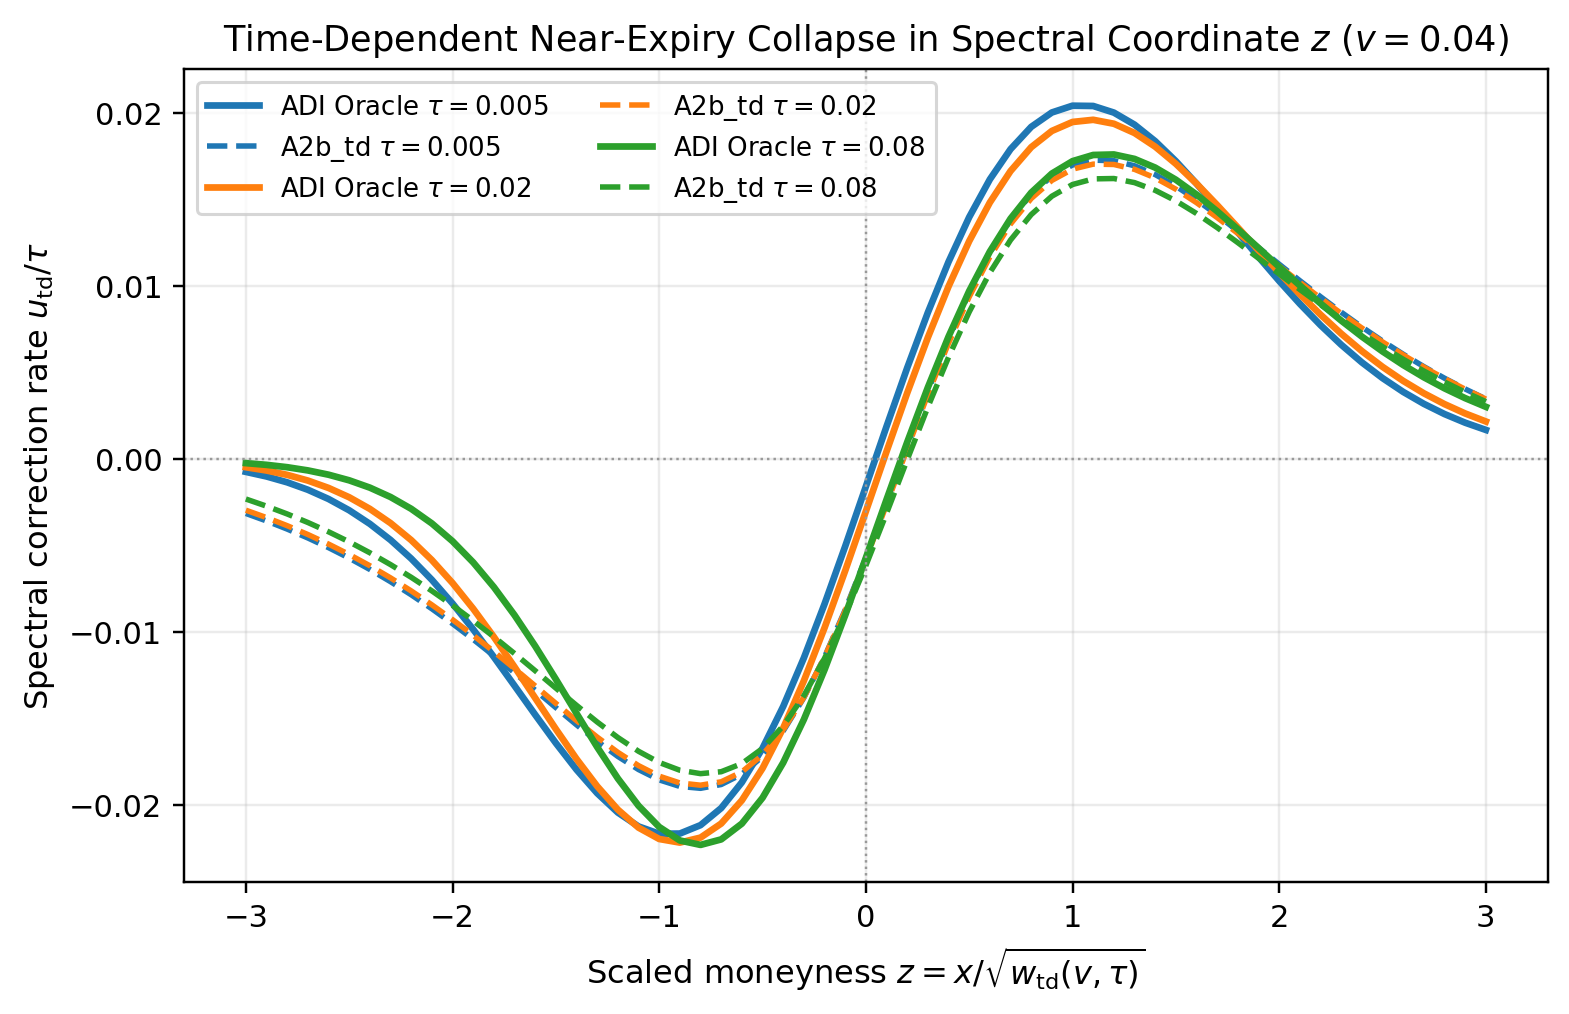 Time-Dependent Near-Expiry Collapse in Spectral Coordinate z (v = 0.04)
ADI Oracle τ = 0.005
A2b_td τ = 0.005
ADI Oracle τ = 0.02
A2b_td τ = 0.02
ADI Oracle τ = 0.08
A2b_td τ = 0.08
Spectral correction rate u_td/τ
0.02
0.01
0.00
−0.01
−0.02
−3 −2 −1 0 1 2 3
Scaled moneyness z = x/√w_td(v, τ)